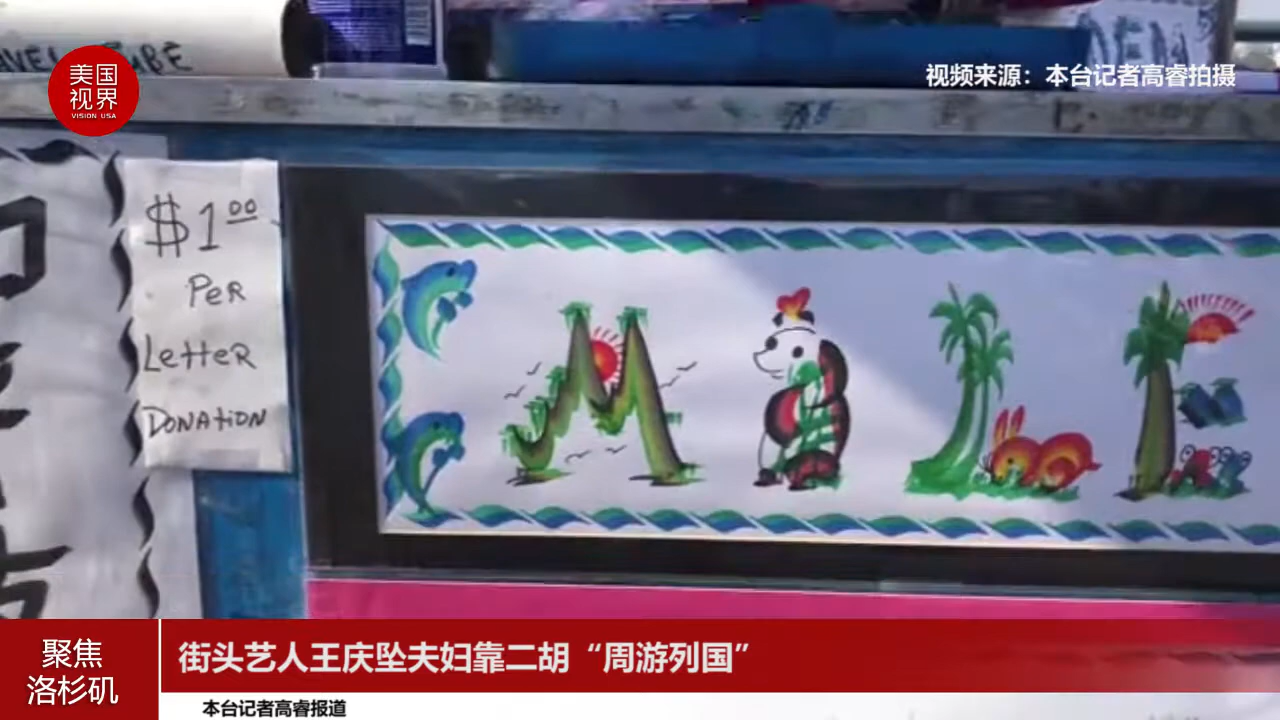 美国
视界
VISION USA
视频来源：本台记者高睿拍摄
$1.00
PER
LETTER
DONATION
聚焦
洛杉矶
街头艺人王庆坠夫妇靠二胡“周游列国”
本台记者高睿报道